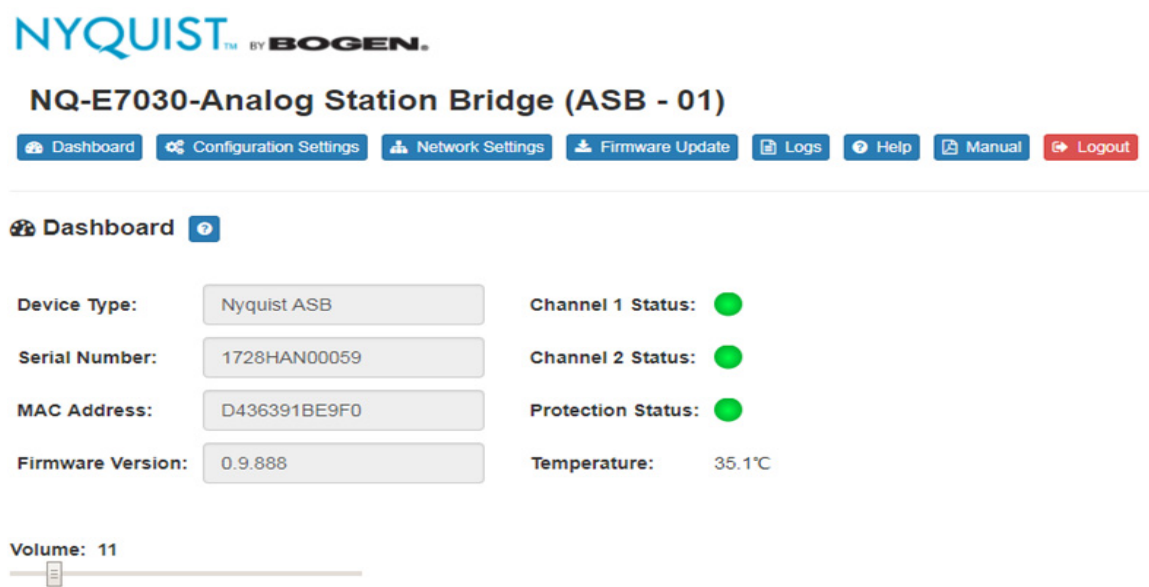 NYQUIST™ BY BOGEN®
NQ-E7030-Analog Station Bridge (ASB - 01)
Dashboard Configuration Settings Network Settings Firmware Update Logs Help Manual Logout
Dashboard
Device Type: Nyquist ASB Channel 1 Status:
Serial Number: 1728HAN00059 Channel 2 Status:
MAC Address: D436391BE9F0 Protection Status:
Firmware Version: 0.9.888 Temperature: 35.1℃
Volume: 11